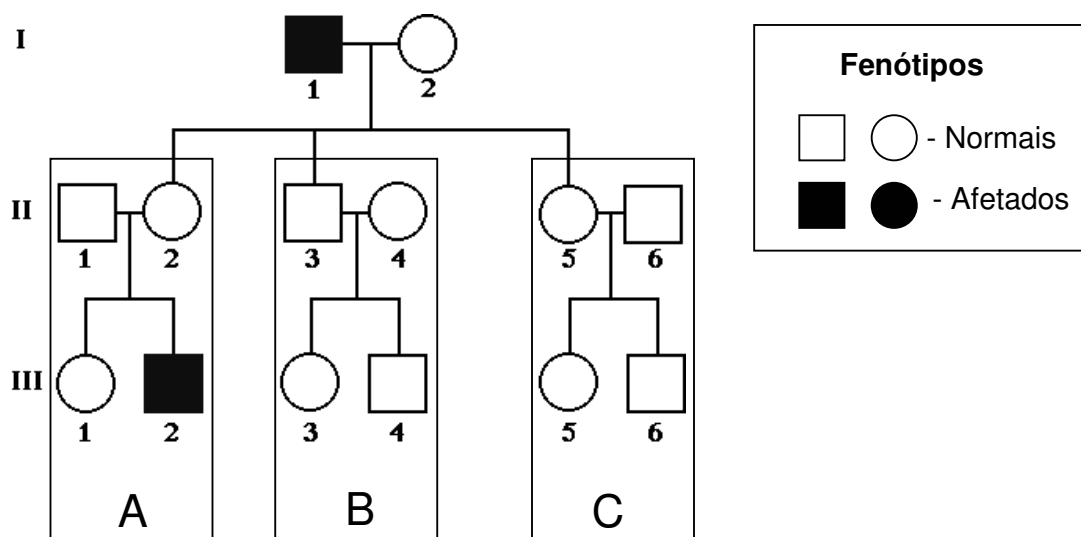 I
1 2
Fenótipos
- Normais
- Afetados
II
1 2 3 4 5 6
III
1 2 3 4 5 6
A B C